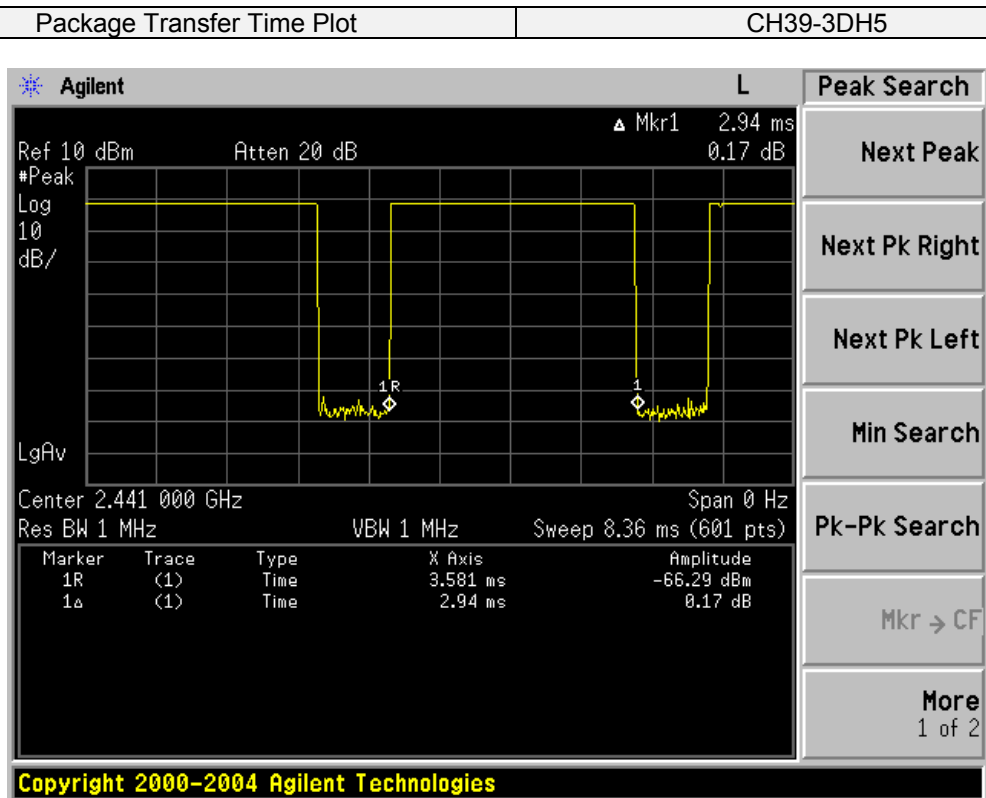 Package Transfer Time Plot CH39-3DH5
Agilent L Peak Search
Δ Mkr1 2.94 ms
Ref 10 dBm Atten 20 dB 0.17 dB
#Peak
Log
10
dB/
1R
1
LgAv
Center 2.441 000 GHz Span 0 Hz
Res BW 1 MHz VBW 1 MHz Sweep 8.36 ms (601 pts)
Marker Trace Type X Axis Amplitude
1R (1) Time 3.581 ms -66.29 dBm
1Δ (1) Time 2.94 ms 0.17 dB
Next Peak
Next Pk Right
Next Pk Left
Min Search
Pk-Pk Search
Mkr → CF
More
1 of 2
Copyright 2000-2004 Agilent Technologies